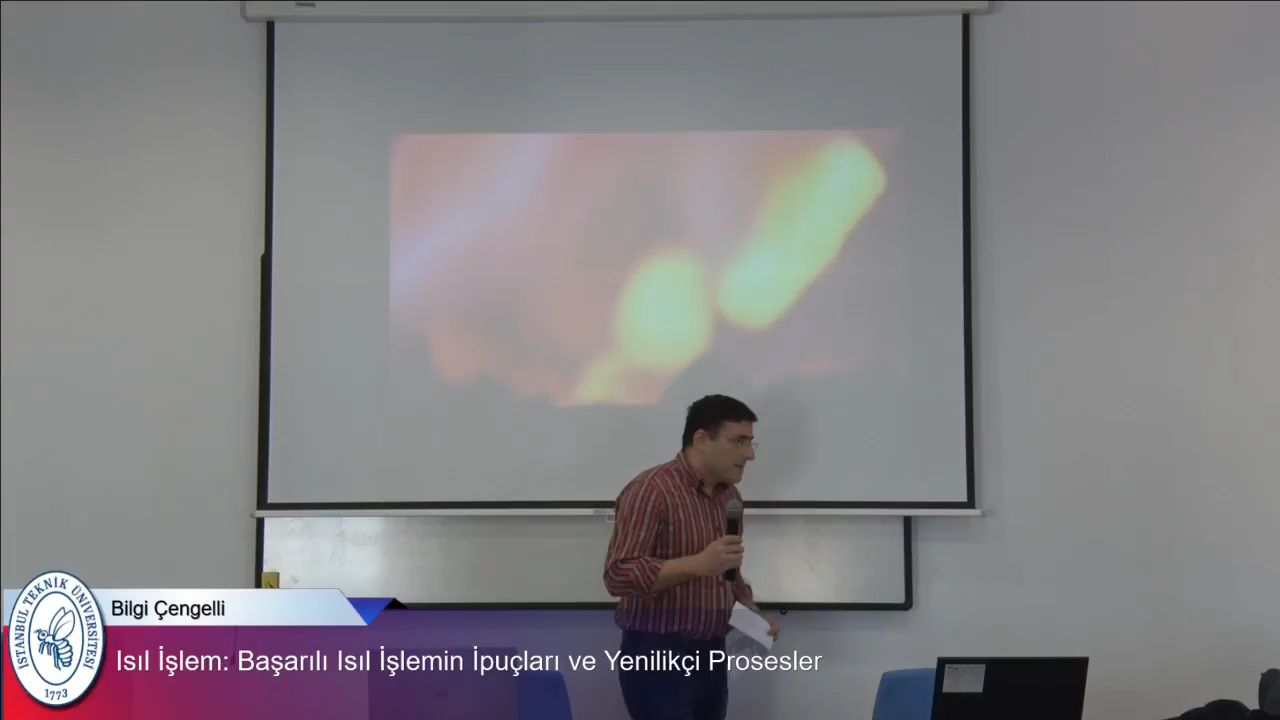 Bilgi Çengelli
Isıl İşlem: Başarılı Isıl İşlemin İpuçları ve Yenilikçi Prosesler
İSTANBUL TEKNİK ÜNİVERSİTESİ
1773